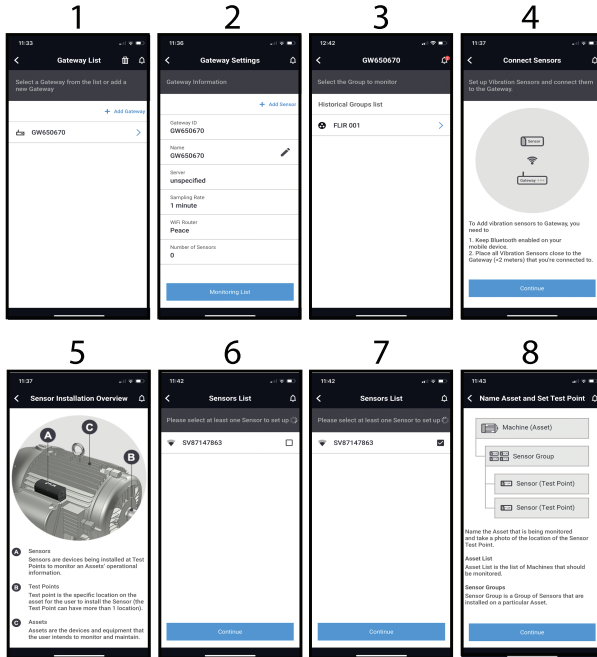 1
11:33
Gateway List
Select a Gateway from the list or add a
new Gateway
+ Add Gateway
GW650670
2
11:36
Gateway Settings
Gateway Information
+ Add Sensor
Gateway ID
GW650670
Name
GW650670
Server
unspecified
Sampling Rate
1 minute
WiFi Router
Peace
Number of Sensors
0
Monitoring List
3
12:42
GW650670
Select the Group to monitor
Historical Groups list
FLIR 001
4
11:37
Connect Sensors
Set up Vibration Sensors and connect them
to the Gateway.
Sensor
Gateway
To Add vibration sensors to Gateway, you
need to
1. Keep Bluetooth enabled on your
mobile device.
2. Place all Vibration Sensors close to the
Gateway (<2 meters) that you're connected to.
Continue
5
11:37
Sensor Installation Overview
A
C
B
A Sensors
Sensors are devices being installed at Test
Points to monitor an Assets' operational
information.
B Test Points
Test point is the specific location on the
asset for the user to install the Sensor (the
Test Point can have more than 1 location).
C Assets
Assets are the devices and equipment that
the user intends to monitor and maintain.
6
11:42
Sensors List
Please select at least one Sensor to set up
SV87147863
Continue
7
11:42
Sensors List
Please select at least one Sensor to set up
SV87147863
Continue
8
11:43
Name Asset and Set Test Point
Machine (Asset)
Sensor Group
Sensor (Test Point)
Sensor (Test Point)
Name the Asset that is being monitored
and take a photo of the location of the Sensor
Test Point.
Asset List
Asset List is the list of Machines that should
be monitored.
Sensor Groups
Sensor Group is a Group of Sensors that are
installed on a particular Asset.
Continue